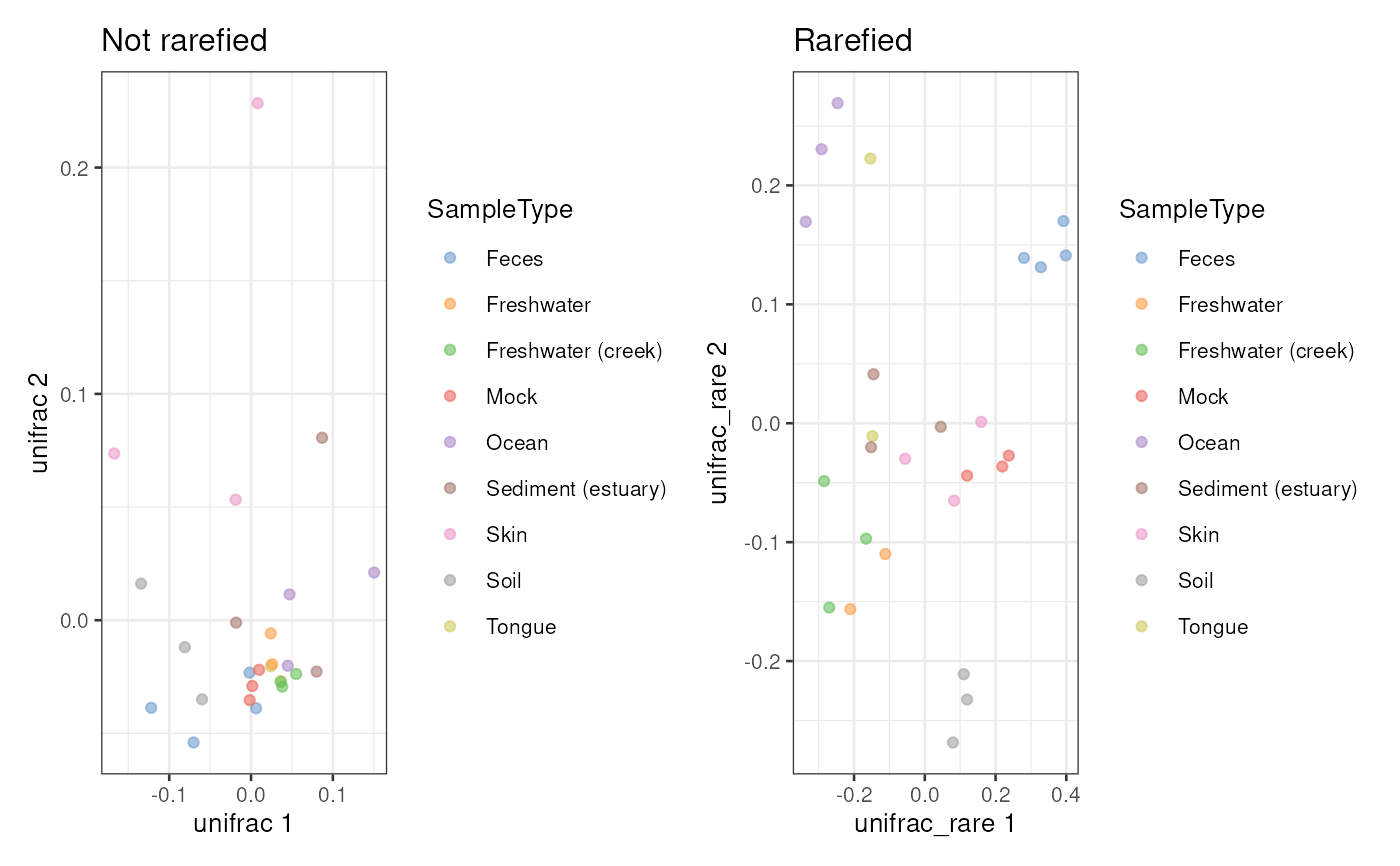 Not rarefied
0.2
0.1
0.0
-0.1
0.0
0.1
unifrac 1
unifrac 2
SampleType
Feces
Freshwater
Freshwater (creek)
Mock
Ocean
Sediment (estuary)
Skin
Soil
Tongue
Rarefied
0.2
0.1
0.0
-0.1
-0.2
-0.2
0.0
0.2
0.4
unifrac_rare 1
unifrac_rare 2
SampleType
Feces
Freshwater
Freshwater (creek)
Mock
Ocean
Sediment (estuary)
Skin
Soil
Tongue